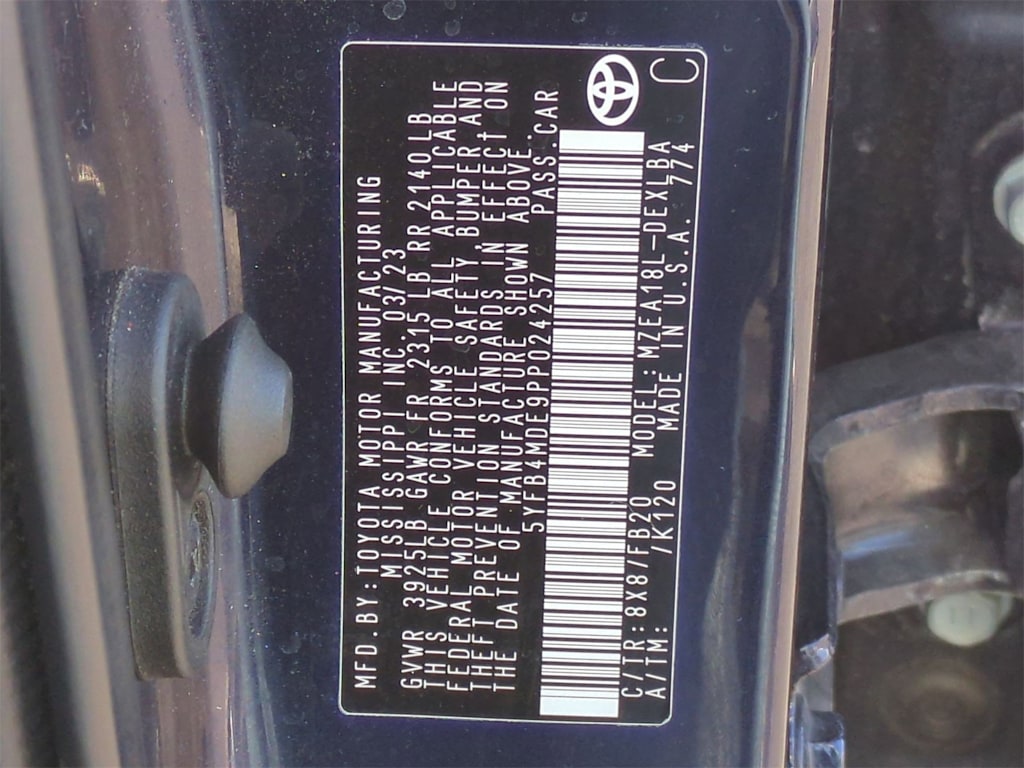 MFD.BY:TOYOTA MOTOR MANUFACTURING
MISSISSIPPI INC. 03/23
GVWR 3925LB GAWR FR 2315 LB RR 2140LB
THIS VEHICLE CONFORMS TO ALL APPLICABLE
FEDERAL MOTOR VEHICLE SAFETY,BUMPER,AND
THEFT PREVENTION STANDARDS IN EFFECT ON
THE DATE OF MANUFACTURE SHOWN ABOVE.
5YFB4MDE9PP024257 PASS.CAR
C/TR:8X8/FB20 MODEL:MZEA18L-DEXLBA
A/TM: /K120 MADE IN U.S.A. 774
C